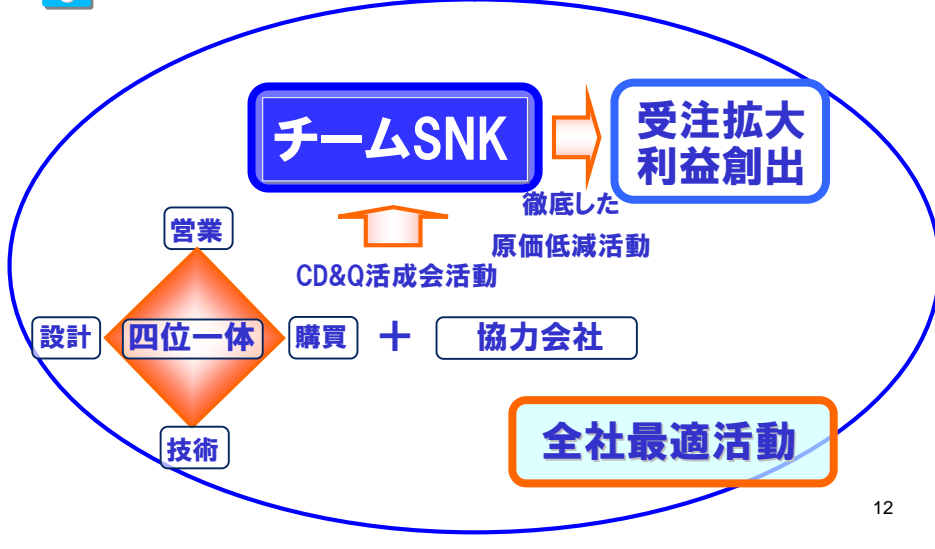 チームSNK
受注拡大
利益創出
徹底した
原価低減活動
CD&Q活成会活動
営業
設計
四位一体
購買
＋
協力会社
技術
全社最適活動
12